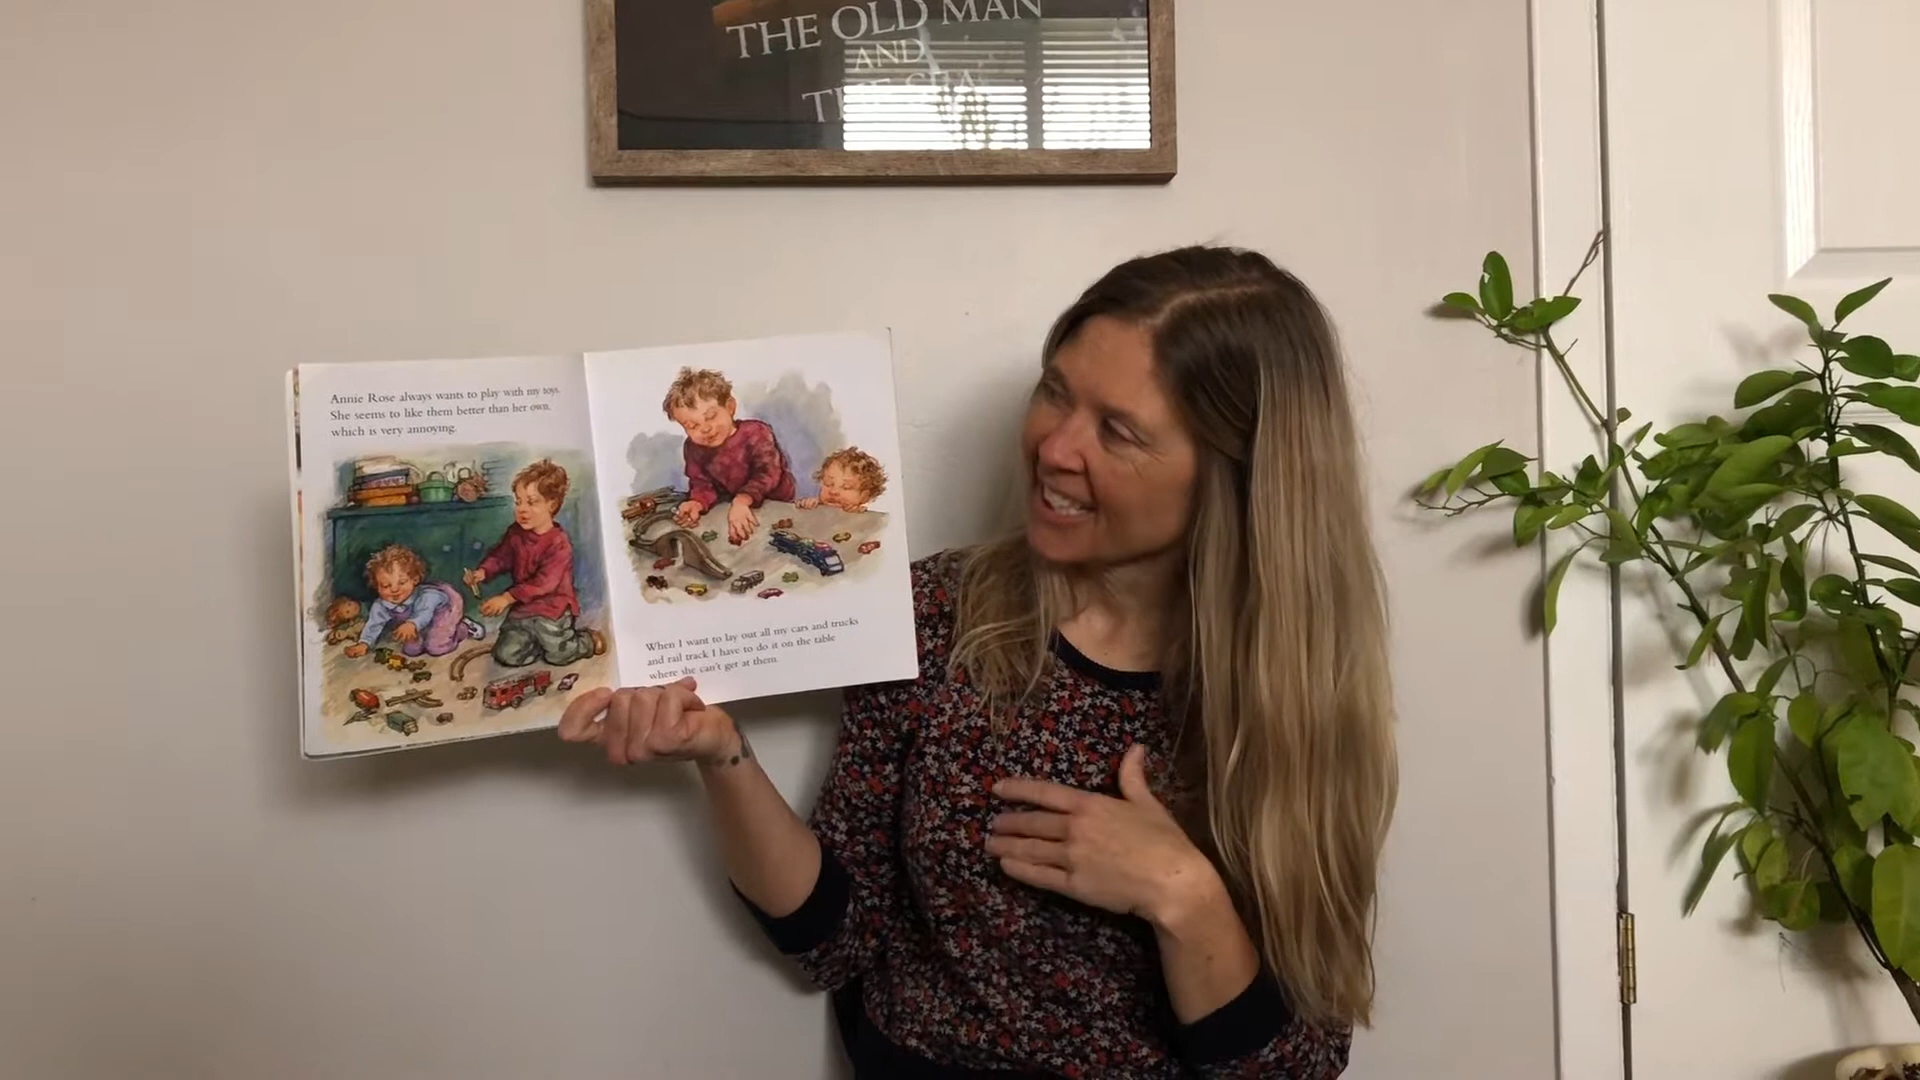 THE OLD MAN
AND
THE SEA
Annie Rose always wants to play with my toys.
She seems to like them better than her own,
which is very annoying.
When I want to lay out all my cars and trucks
and rail track I have to do it on the table
where she can't get at them.